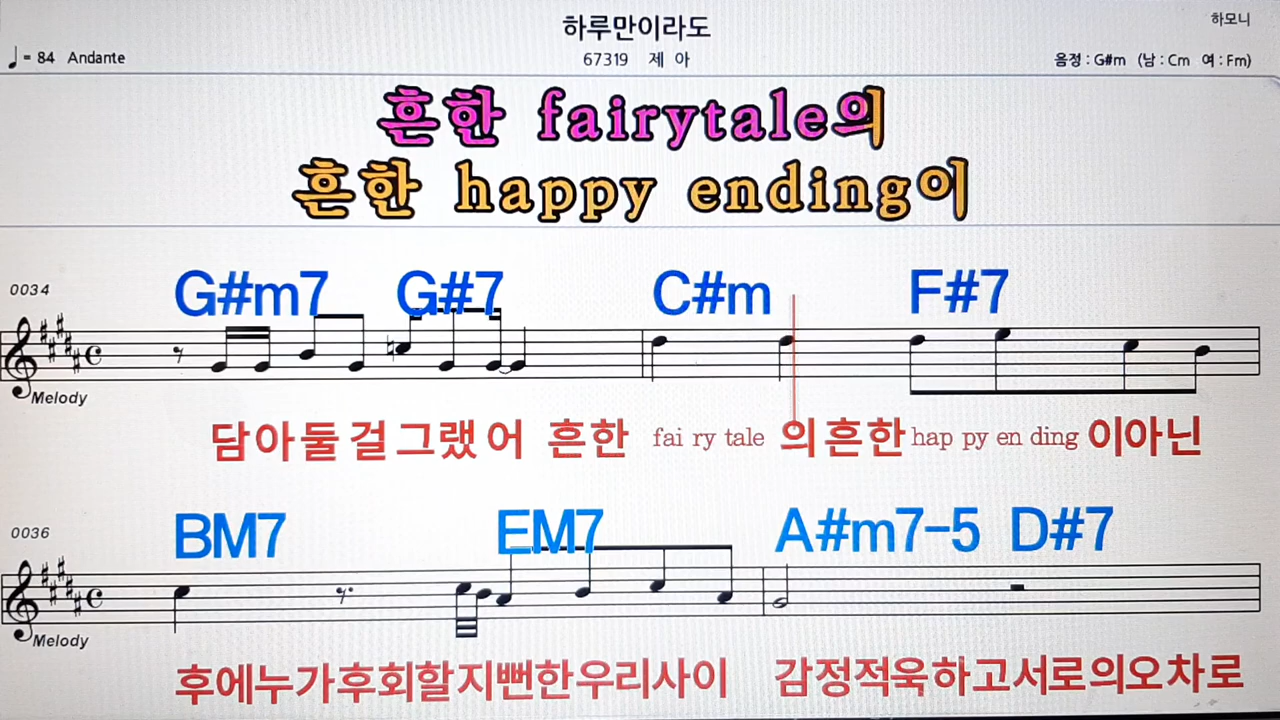 하루만이라도
하모니
♩= 84 Andante
67319 제 아
음정 : G#m (남 : Cm 여 : Fm)
흔한 fairytale의
흔한 happy ending이
0034
G#m7 G#7 C#m F#7
Melody
담아둘걸그랬어 흔한 fai ry tale 의흔한 hap py en ding 이아닌
0036
BM7 EM7 A#m7-5 D#7
Melody
후에누가후회할지뻔한우리사이 감정적욱하고서로의오차로